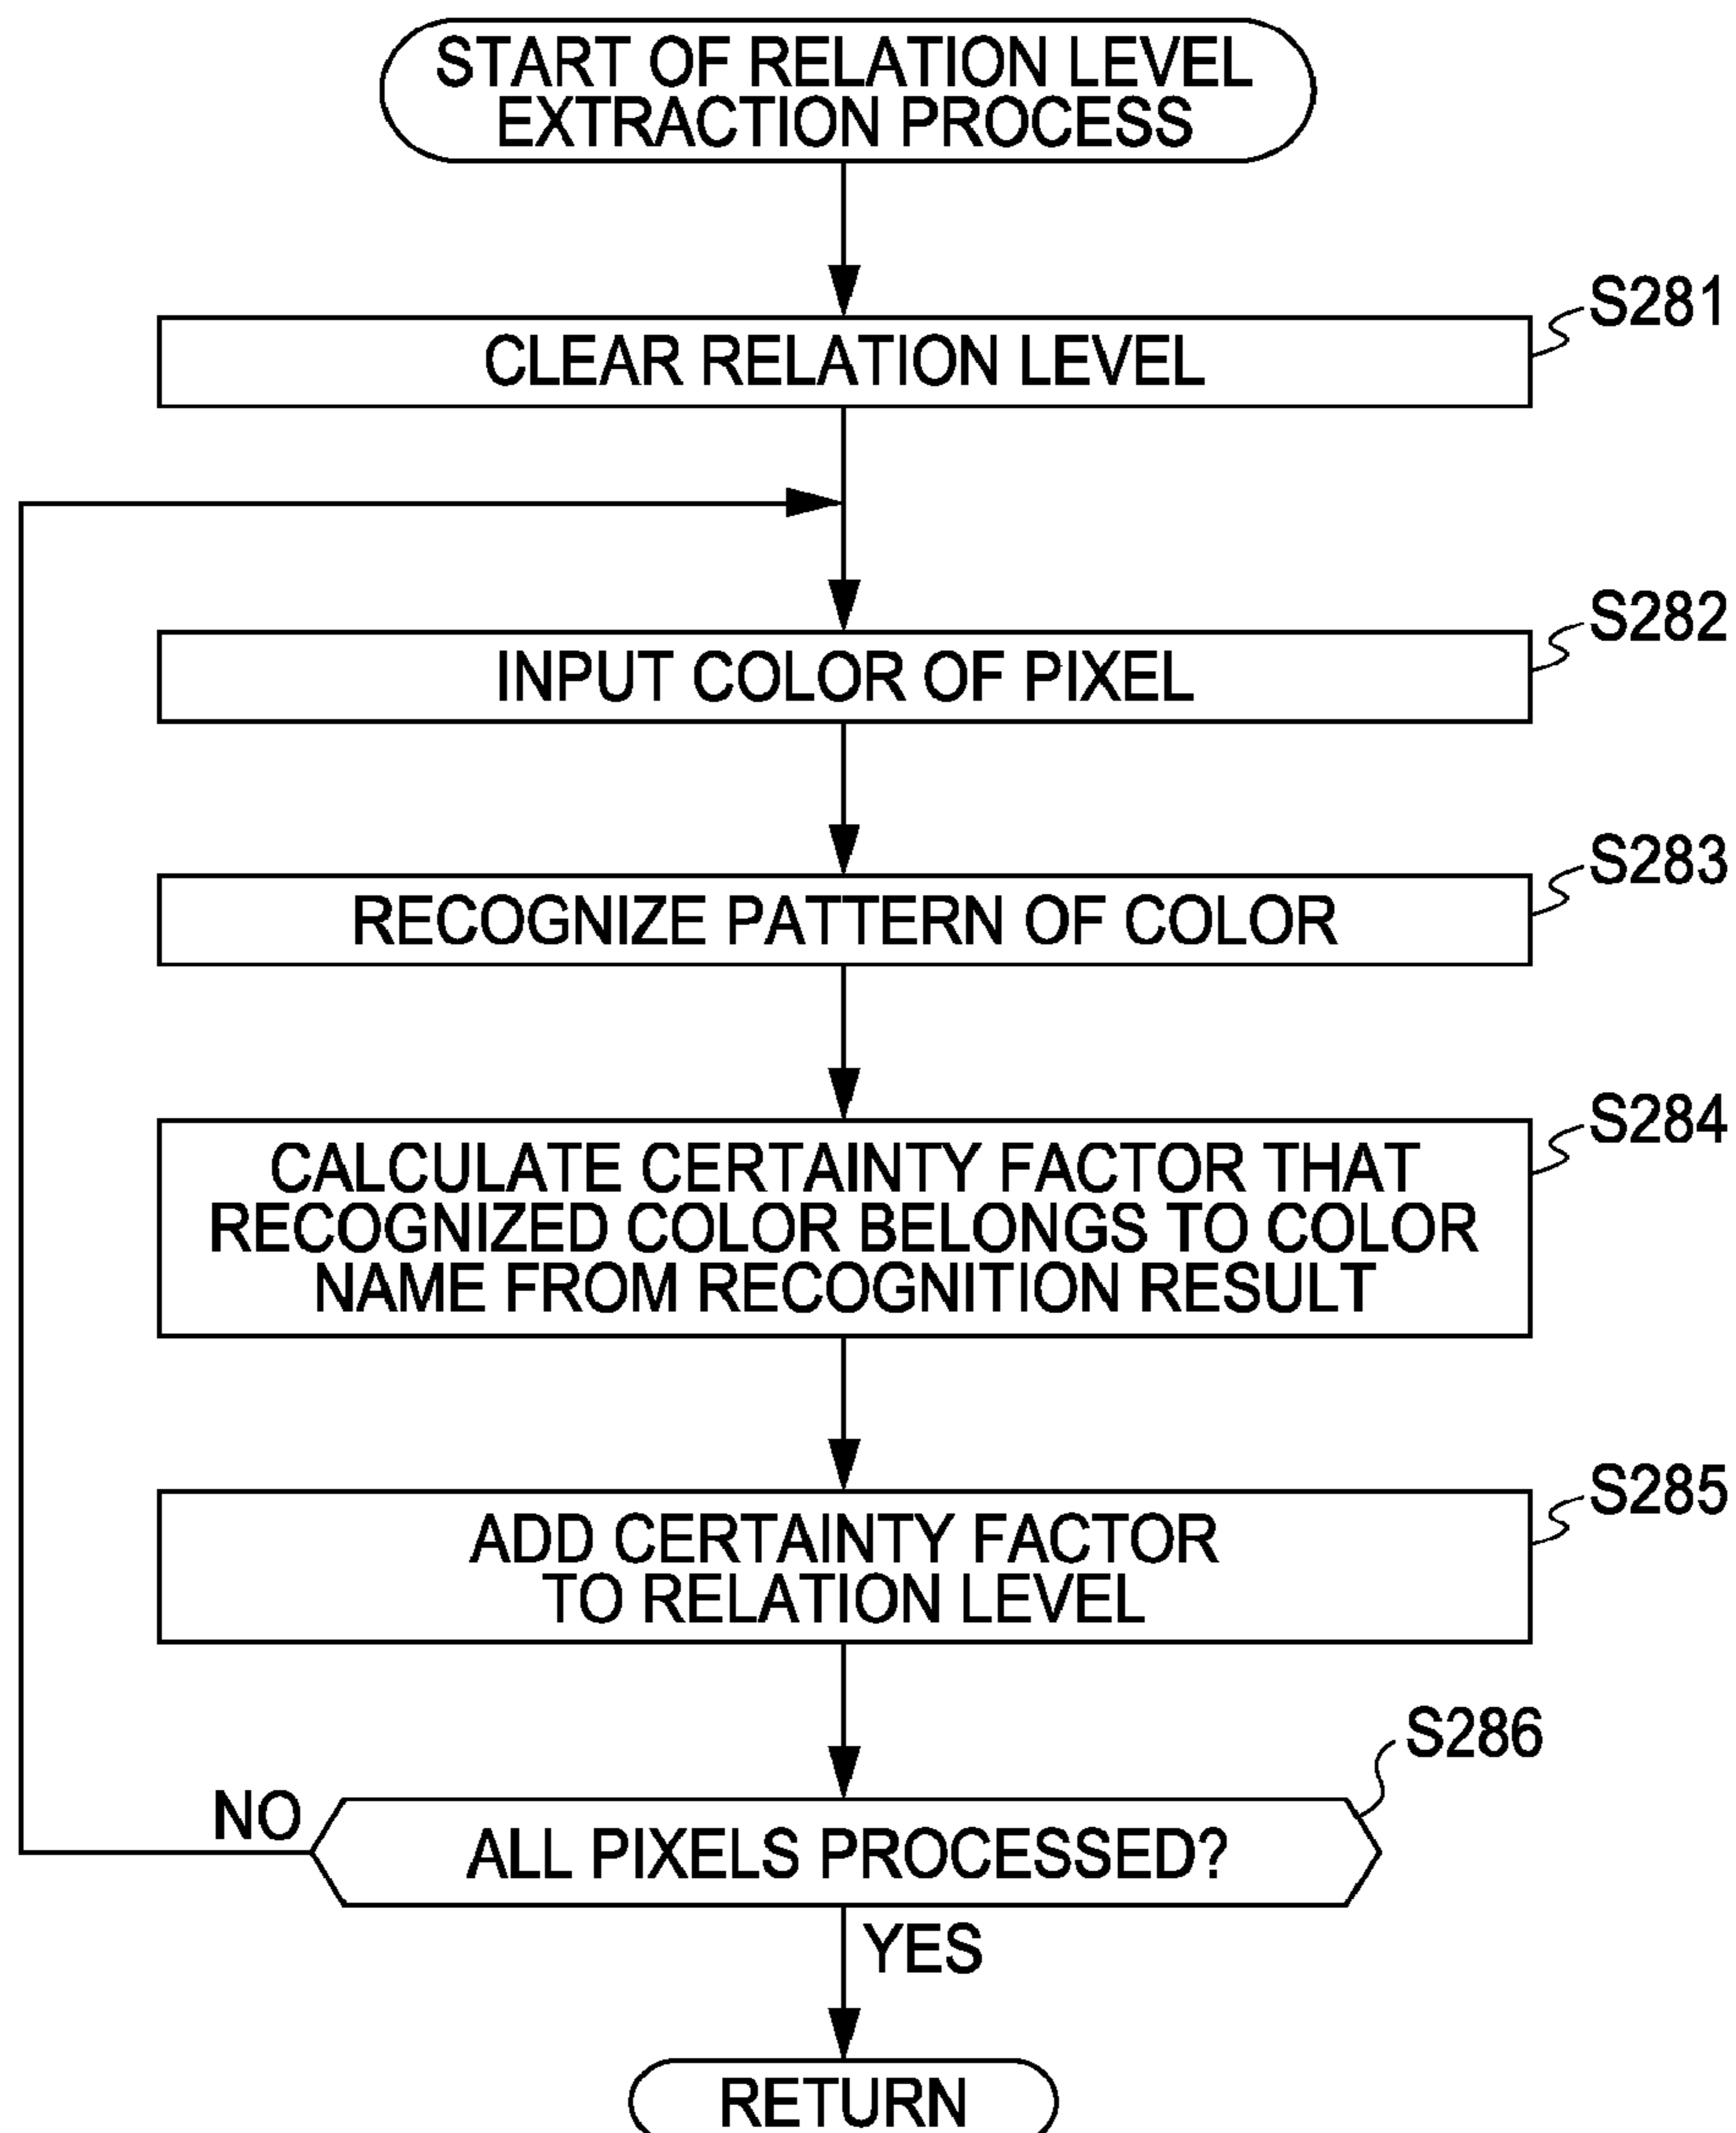 START OF RELATION LEVEL
EXTRACTION PROCESS
S281
CLEAR RELATION LEVEL
S282
INPUT COLOR OF PIXEL
S283
RECOGNIZE PATTERN OF COLOR
S284
CALCULATE CERTAINTY FACTOR THAT
RECOGNIZED COLOR BELONGS TO COLOR
NAME FROM RECOGNITION RESULT
S285
ADD CERTAINTY FACTOR
TO RELATION LEVEL
S286
NO
ALL PIXELS PROCESSED?
YES
RETURN